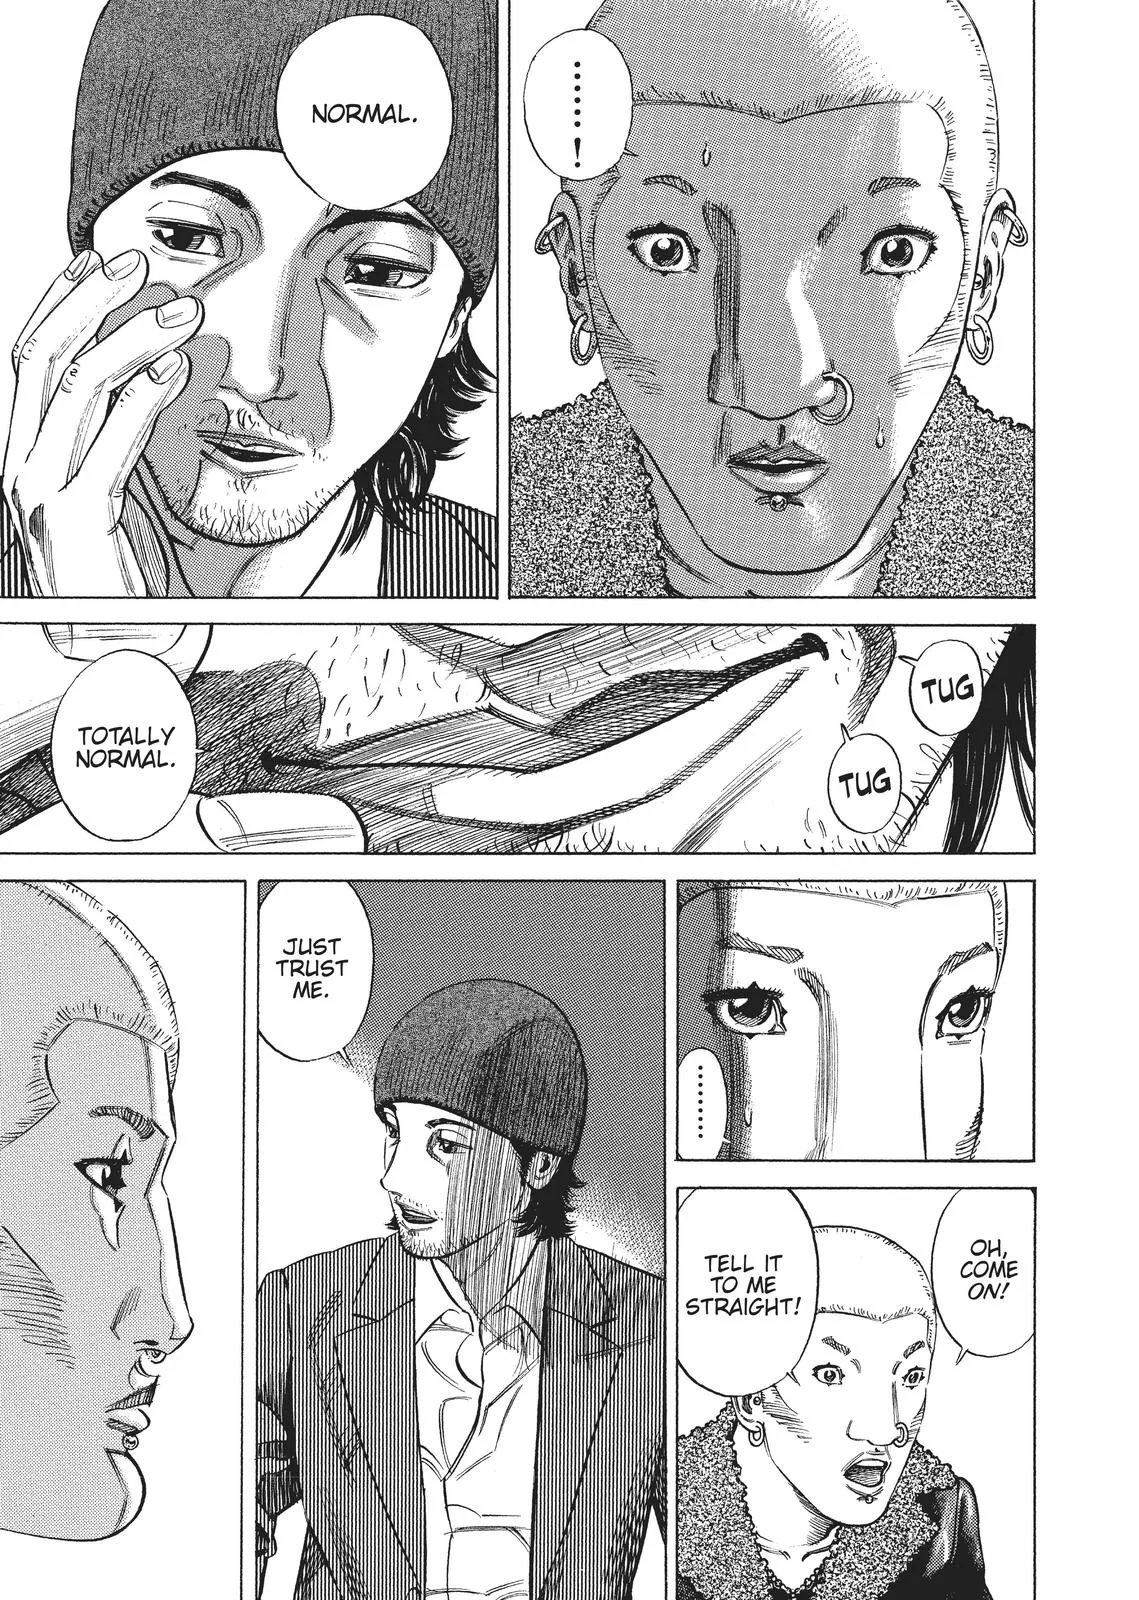 ......!
NORMAL.
TUG
TUG
TOTALLY
NORMAL.
.........
OH,
COME
ON!
TELL IT
TO ME
STRAIGHT!
JUST
TRUST
ME.